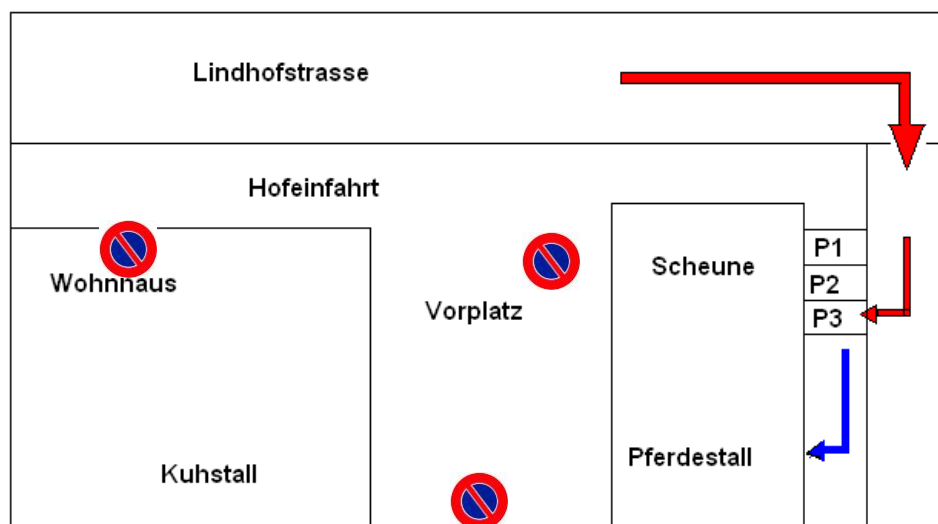 Lindhofstrasse
Hofeinfahrt
P1
Scheune
Wohnhaus
P2
Vorplatz
P3
Pferdestall
Kuhstall